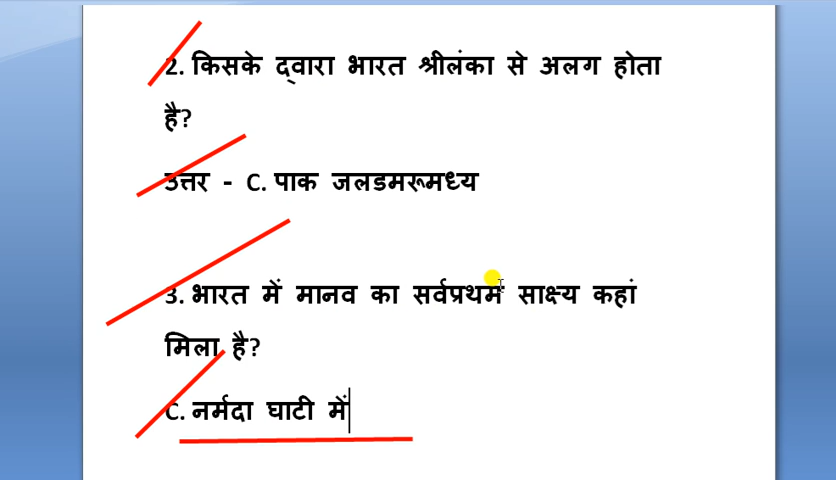 2. किसके द्वारा भारत श्रीलंका से अलग होता
है?
उत्तर - C. पाक जलडमरूमध्य
3. भारत में मानव का सर्वप्रथम साक्ष्य कहां
मिला है?
C. नर्मदा घाटी में